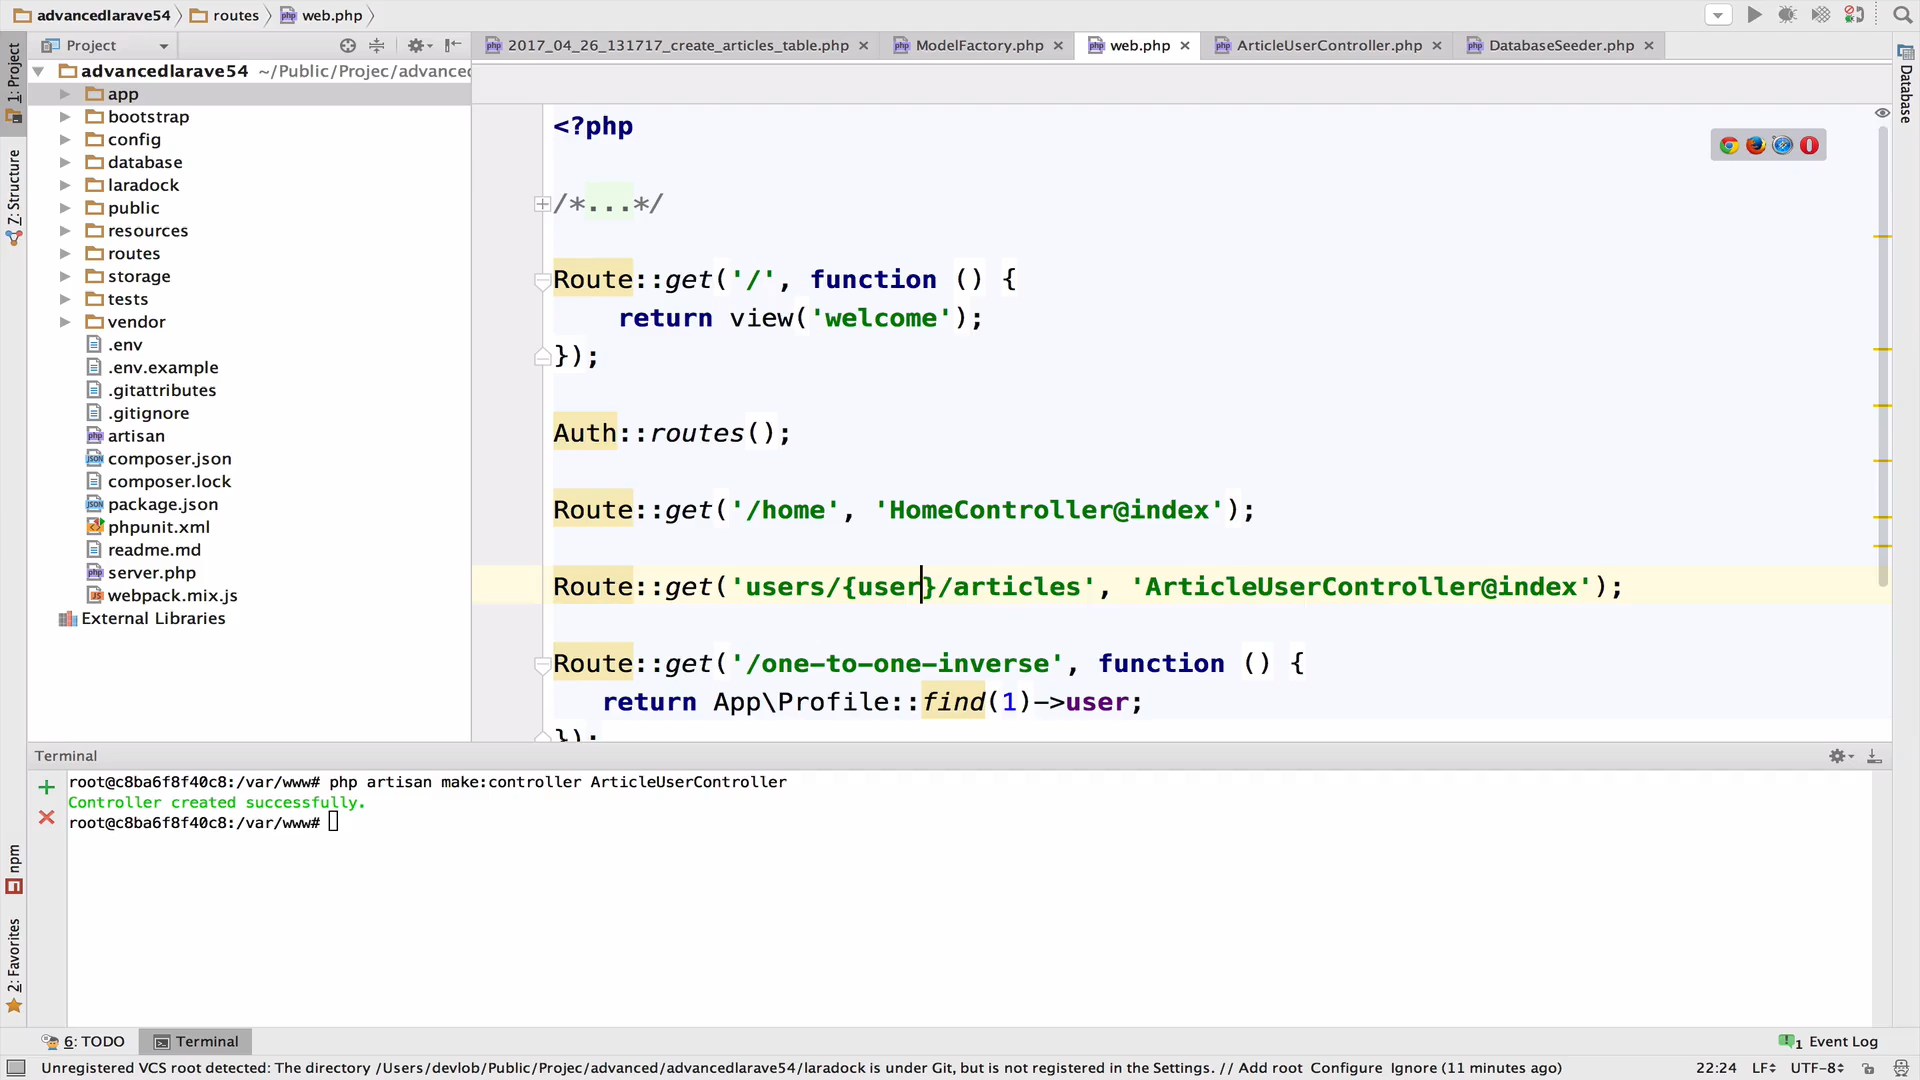 advancedlarave54 routes web.php
Project
2017_04_26_131717_create_articles_table.php ModelFactory.php web.php ArticleUserController.php DatabaseSeeder.php
1: Project
Z: Structure
npm
2: Favorites
Database
advancedlarave54 ~/Public/Projec/advanced
app
bootstrap
config
database
laradock
public
resources
routes
storage
tests
vendor
.env
.env.example
.gitattributes
.gitignore
artisan
composer.json
composer.lock
package.json
phpunit.xml
readme.md
server.php
webpack.mix.js
External Libraries
<?php
/*...*/
Route::get('/', function () {
return view('welcome');
});
Auth::routes();
Route::get('/home', 'HomeController@index');
Route::get('users/{user}/articles', 'ArticleUserController@index');
Route::get('/one-to-one-inverse', function () {
return App\Profile::find(1)->user;
});
Terminal
root@c8ba6f8f40c8:/var/www# php artisan make:controller ArticleUserController
Controller created successfully.
root@c8ba6f8f40c8:/var/www#
6: TODO Terminal 1 Event Log
Unregistered VCS root detected: The directory /Users/devlob/Public/Projec/advanced/advancedlarave54/laradock is under Git, but is not registered in the Settings. // Add root Configure Ignore (11 minutes ago) 22:24 LF UTF-8